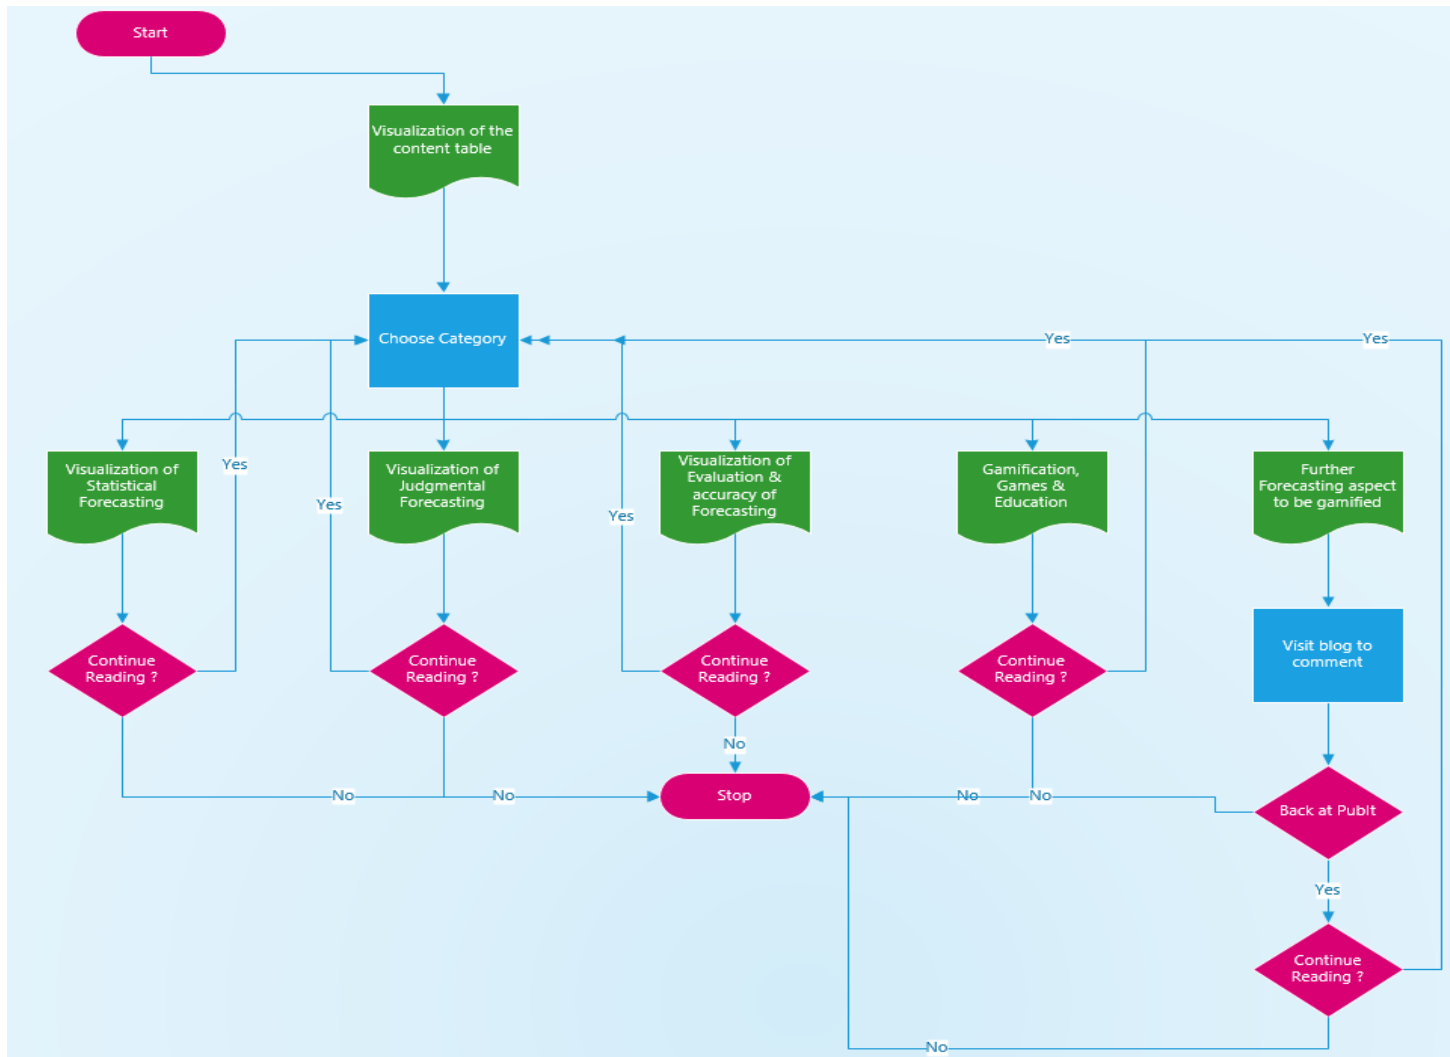 Start
Visualization of the
content table
Choose Category
Yes
Yes
Visualization of
Statistical
Forecasting
Yes
Visualization of
Judgmental
Forecasting
Yes
Visualization of
Evaluation &
accuracy of
Forecasting
Yes
Gamification,
Games &
Education
Further
Forecasting aspect
to be gamified
Continue
Reading ?
Continue
Reading ?
Continue
Reading ?
Continue
Reading ?
Visit blog to
comment
No
No
No
Stop
No
No
Back at Publt
Yes
Continue
Reading ?
No